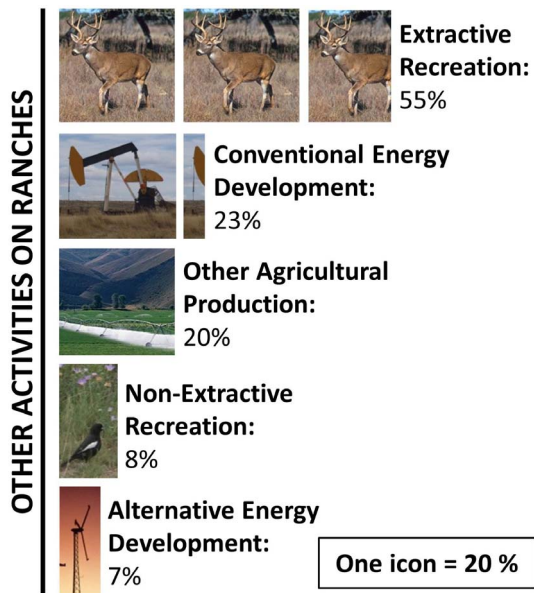 OTHER ACTIVITIES ON RANCHES
Extractive
Recreation:
55%
Conventional Energy
Development:
23%
Other Agricultural
Production:
20%
Non-Extractive
Recreation:
8%
Alternative Energy
Development:
7%
One icon = 20 %